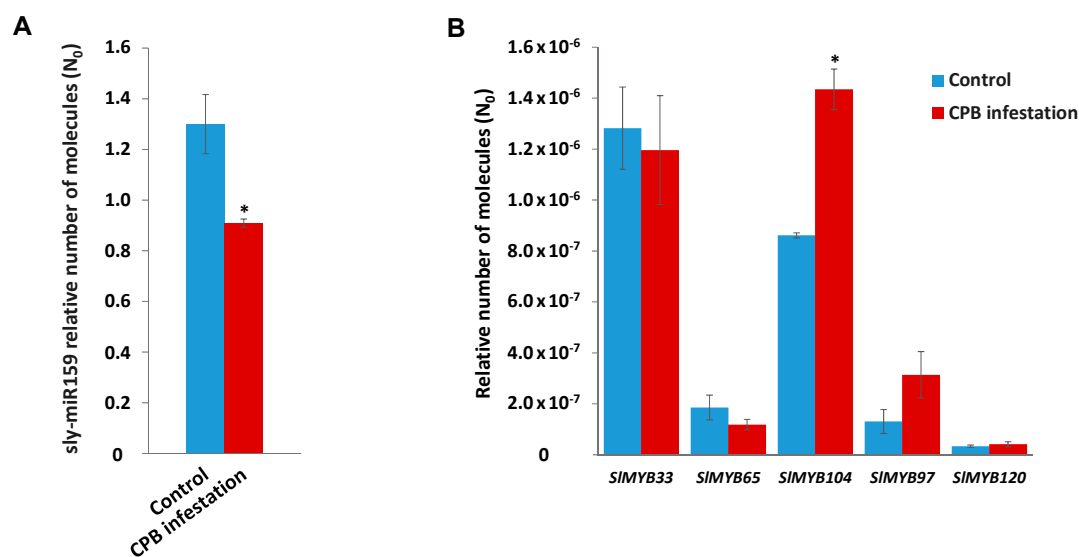 A
sly-miR159 relative number of molecules (N₀)
1.6
1.4
1.2
1.0
0.8
0.6
0.4
0.2
0
*
Control
CPB infestation
B
Relative number of molecules (N₀)
1.6 x 10⁻⁶
1.4 x 10⁻⁶
1.2 x 10⁻⁶
1.0 x 10⁻⁶
8.0 x 10⁻⁷
6.0 x 10⁻⁷
4.0 x 10⁻⁷
2.0 x 10⁻⁷
0
*
Control
CPB infestation
SlMYB33 SlMYB65 SlMYB104 SlMYB97 SlMYB120